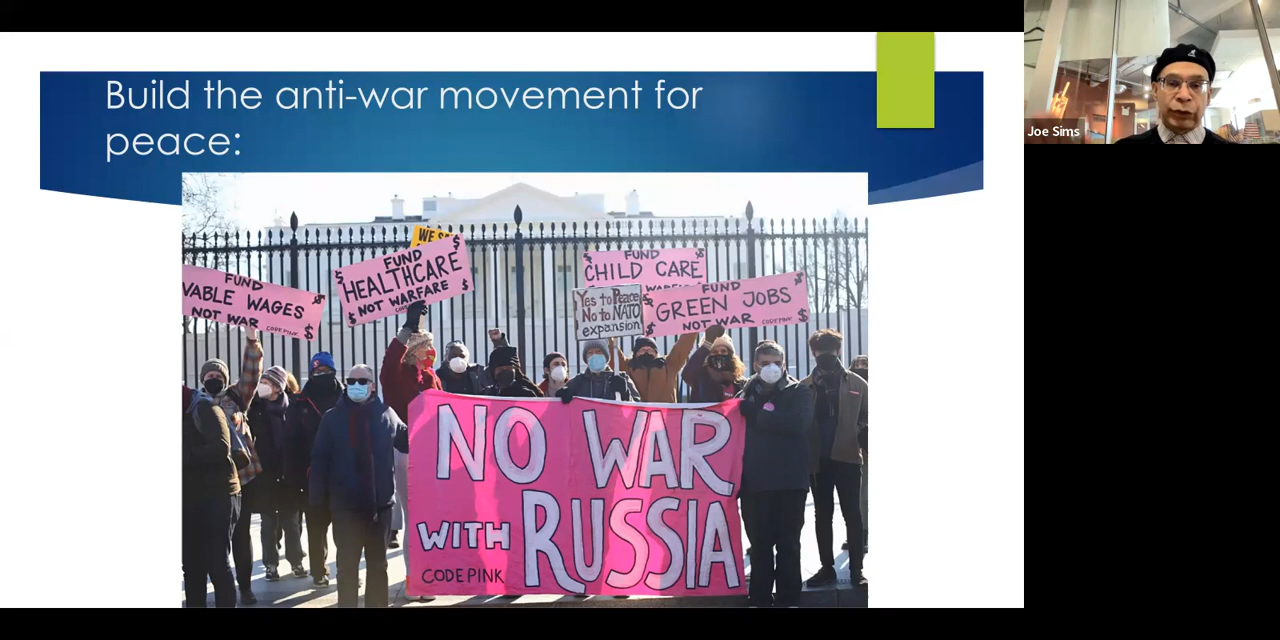 Build the anti-war movement for
peace:
Joe Sims
WE
FUND
VABLE WAGES
NOT WAR CODEPINK
FUND
HEALTHCARE
NOT WARFARE
FUND
CHILD CARE
Yes to Peace
No to NATO
expansion
FUND
GREEN JOBS
NOT WAR CODEPINK
NO WAR
WITH RUSSIA
CODEPINK